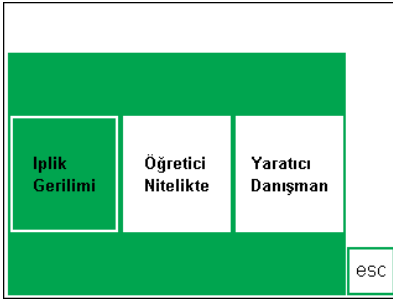 Iplik
Gerilimi
Öğretici
Nitelikte
Yaratıcı
Danışman
esc